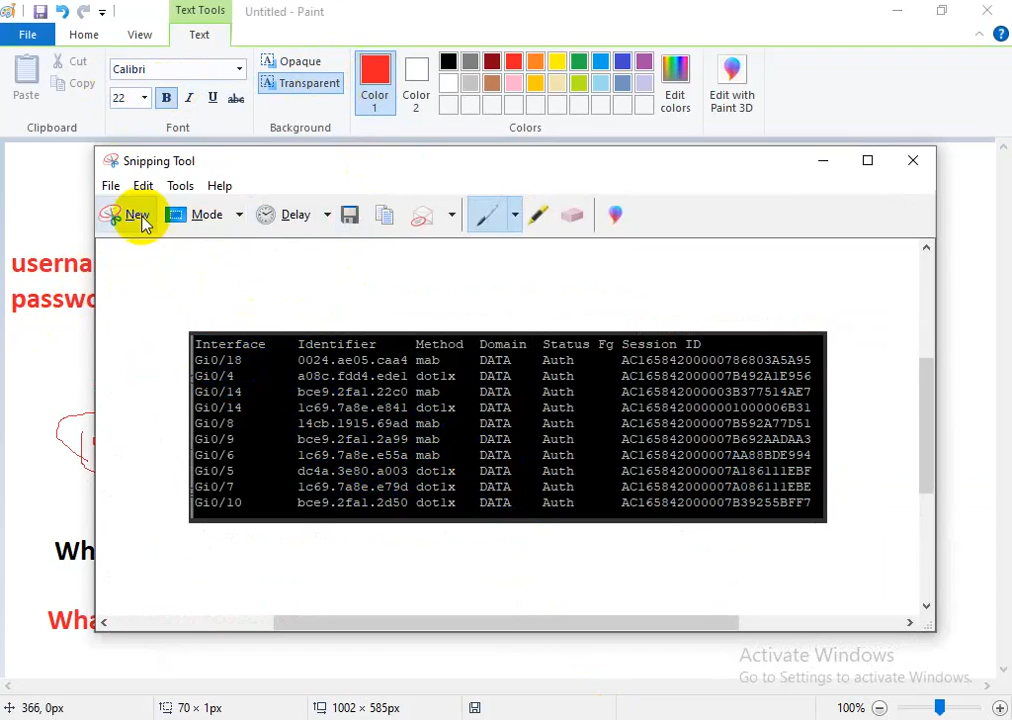 Text Tools
Untitled - Paint
File
Home
View
Text
Paste
Cut
Copy
Clipboard
Calibri
22
B
I
U
abc
Font
Opaque
Transparent
Background
Color 1
Color 2
Edit colors
Edit with Paint 3D
Colors
Snipping Tool
File
Edit
Tools
Help
New
Mode
Delay
userna
passwo
Interface Identifier Method Domain Status Fg Session ID
Gi0/18 0024.ae05.caa4 mab DATA Auth AC1658420000786803A5A95
Gi0/4 a08c.fdd4.ede1 dot1x DATA Auth AC165842000007B492A1E956
Gi0/14 bce9.2fa1.22c0 mab DATA Auth AC165842000003B377514AE7
Gi0/14 1c69.7a8e.e841 dot1x DATA Auth AC16584200000001000006B31
Gi0/8 14cb.1915.69ad mab DATA Auth AC165842000007B592A77D51
Gi0/9 bce9.2fa1.2a99 mab DATA Auth AC165842000007B692AADAA3
Gi0/6 1c69.7a8e.e55a mab DATA Auth AC165842000007AA88BDE994
Gi0/5 dc4a.3e80.a003 dot1x DATA Auth AC165842000007A186111EBF
Gi0/7 1c69.7a8e.e79d dot1x DATA Auth AC165842000007A086111EBE
Gi0/10 bce9.2fa1.2d50 mab DATA Auth AC165842000007B39255BFF7
Wh
Wha
Activate Windows
Go to Settings to activate Windows.
366, 0px
70 × 1px
1002 × 585px
100%